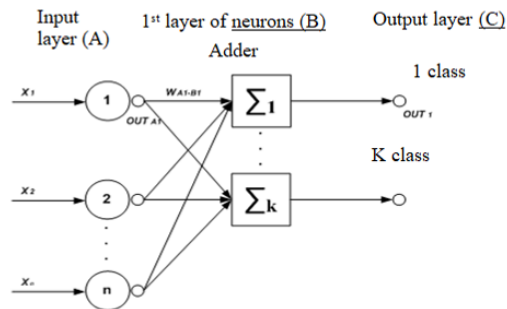 Input
layer (A)
1st layer of neurons (B)
Adder
Output layer (C)
X1
1
WA1-B1
OUT A1
∑1
1 class
OUT 1
X2
2
∑k
K class
Xn
n